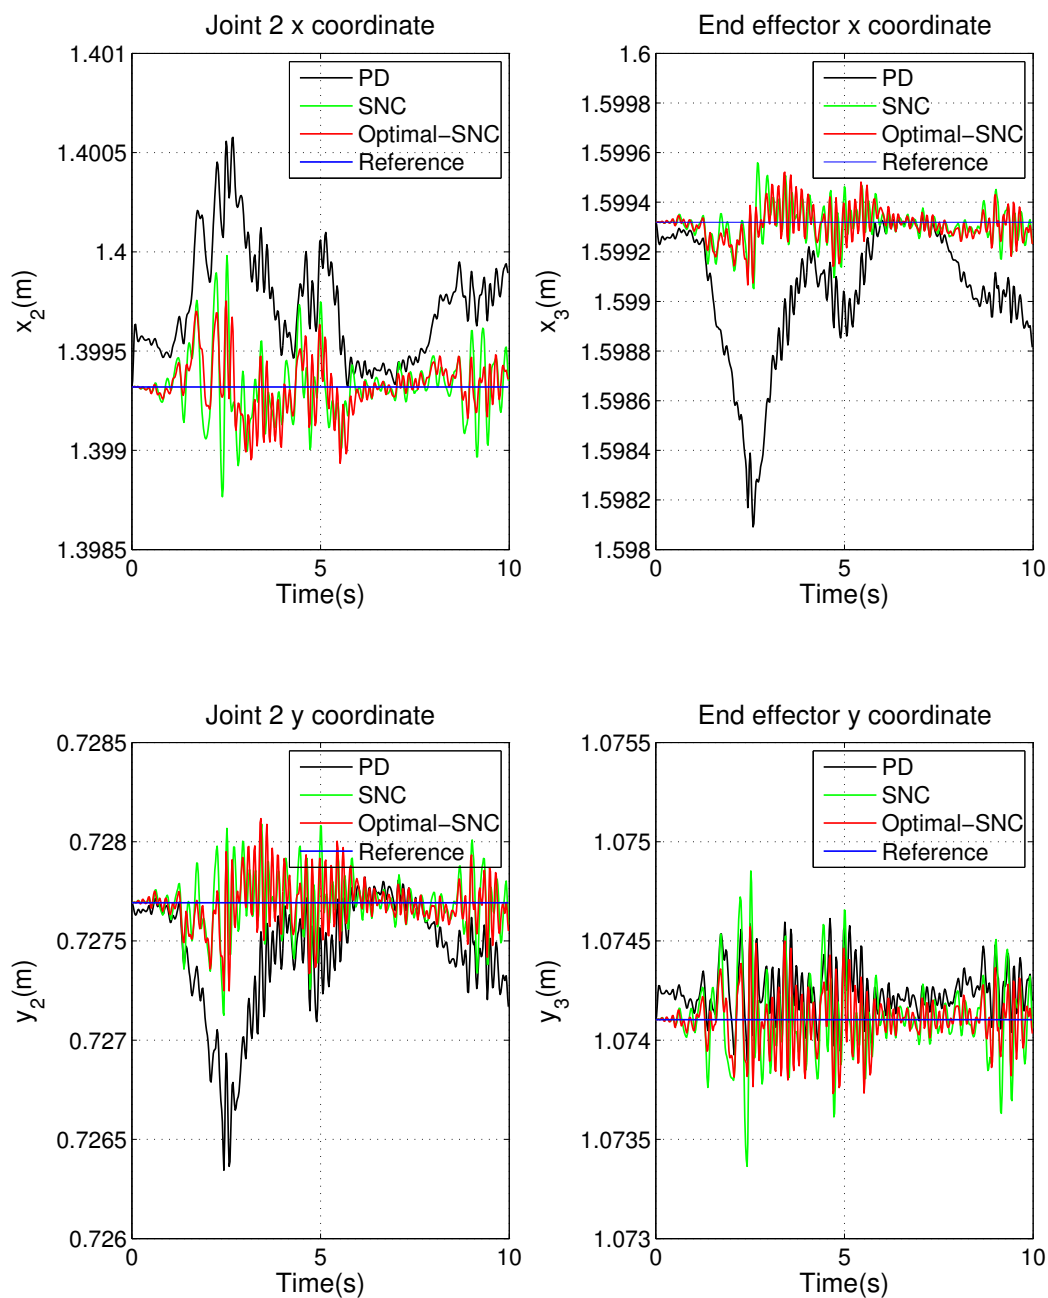 Joint 2 x coordinate
1.401
1.4005
1.4
1.3995
1.399
1.3985
x2(m)
PD
SNC
Optimal−SNC
Reference
0 5 10
Time(s)
End effector x coordinate
1.6
1.5998
1.5996
1.5994
1.5992
1.599
1.5988
1.5986
1.5984
1.5982
1.598
x3(m)
PD
SNC
Optimal−SNC
Reference
0 5 10
Time(s)
Joint 2 y coordinate
0.7285
0.728
0.7275
0.727
0.7265
0.726
y2(m)
PD
SNC
Optimal−SNC
Reference
0 5 10
Time(s)
End effector y coordinate
1.0755
1.075
1.0745
1.074
1.0735
1.073
y3(m)
PD
SNC
Optimal−SNC
Reference
0 5 10
Time(s)